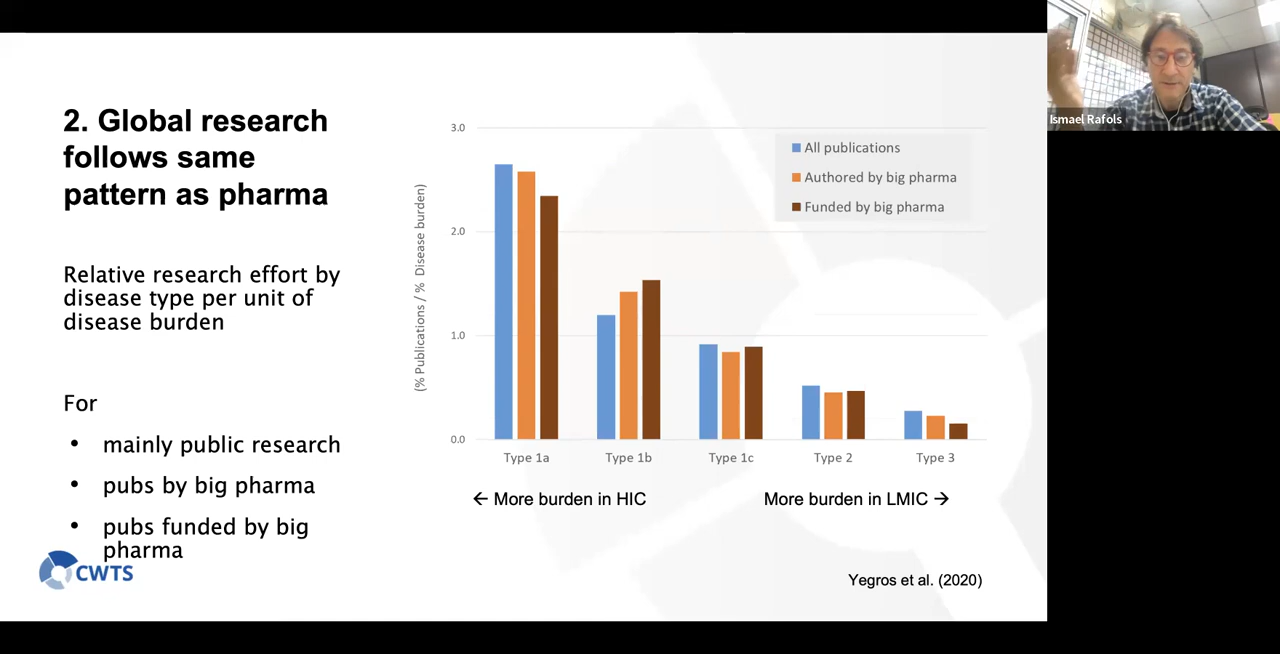 2. Global research
follows same
pattern as pharma
Relative research effort by
disease type per unit of
disease burden
For
• mainly public research
• pubs by big pharma
• pubs funded by big
pharma
CWTS
(% Publications / % Disease burden)
3.0
2.0
1.0
0.0
All publications
Authored by big pharma
Funded by big pharma
Type 1a Type 1b Type 1c Type 2 Type 3
← More burden in HIC More burden in LMIC →
Yegros et al. (2020)
Ismael Rafols